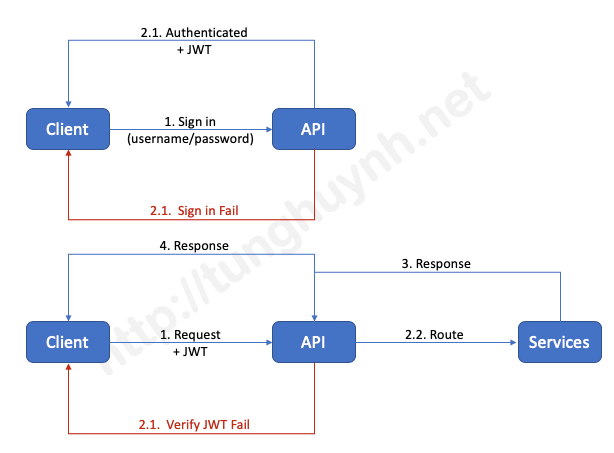 2.1. Authenticated
+ JWT
Client
1. Sign in
(username/password)
API
2.1. Sign in Fail
4. Response
3. Response
Client
1. Request
+ JWT
API
2.2. Route
Services
2.1. Verify JWT Fail
http://tunghuynh.net